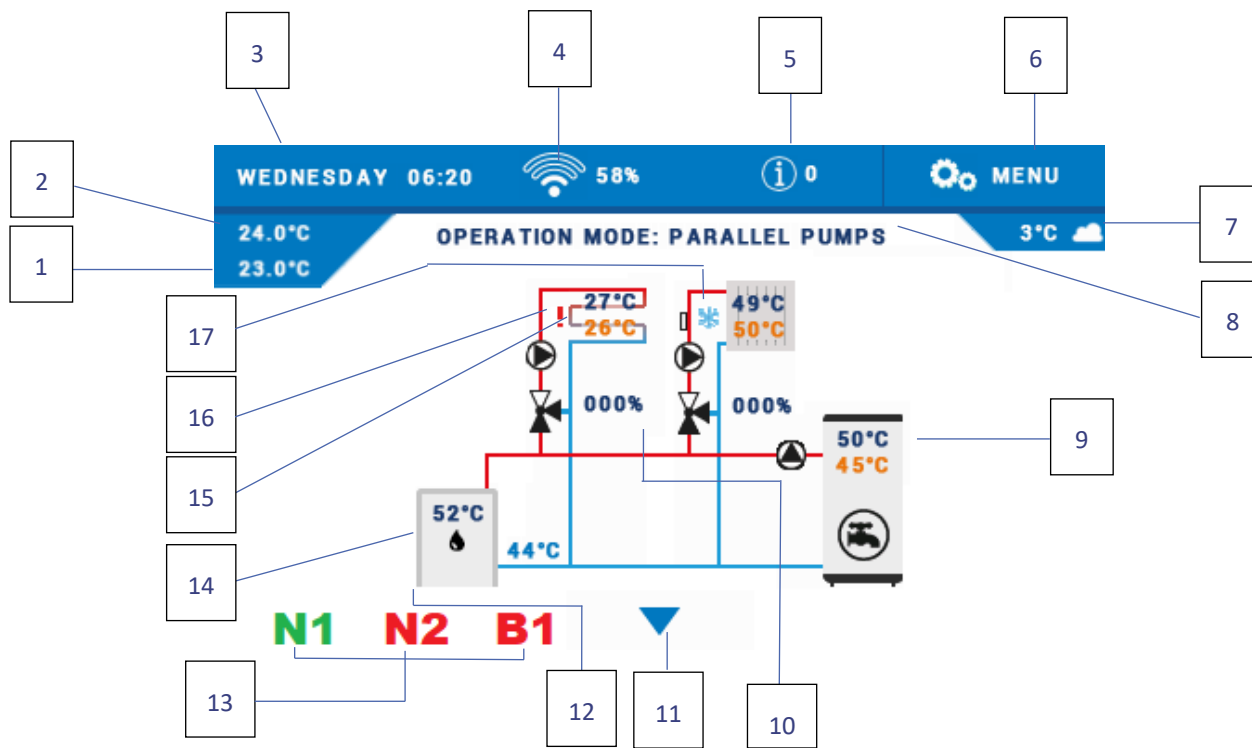 3
4
5
6
2
WEDNESDAY 06:20 58% i 0 MENU
7
24.0°C OPERATION MODE: PARALLEL PUMPS 3°C
1
23.0°C
17
27°C 49°C
8
26°C 50°C
16
000% 000%
50°C
9
45°C
15
52°C
14
44°C
N1 N2 B1
13
12
11
10